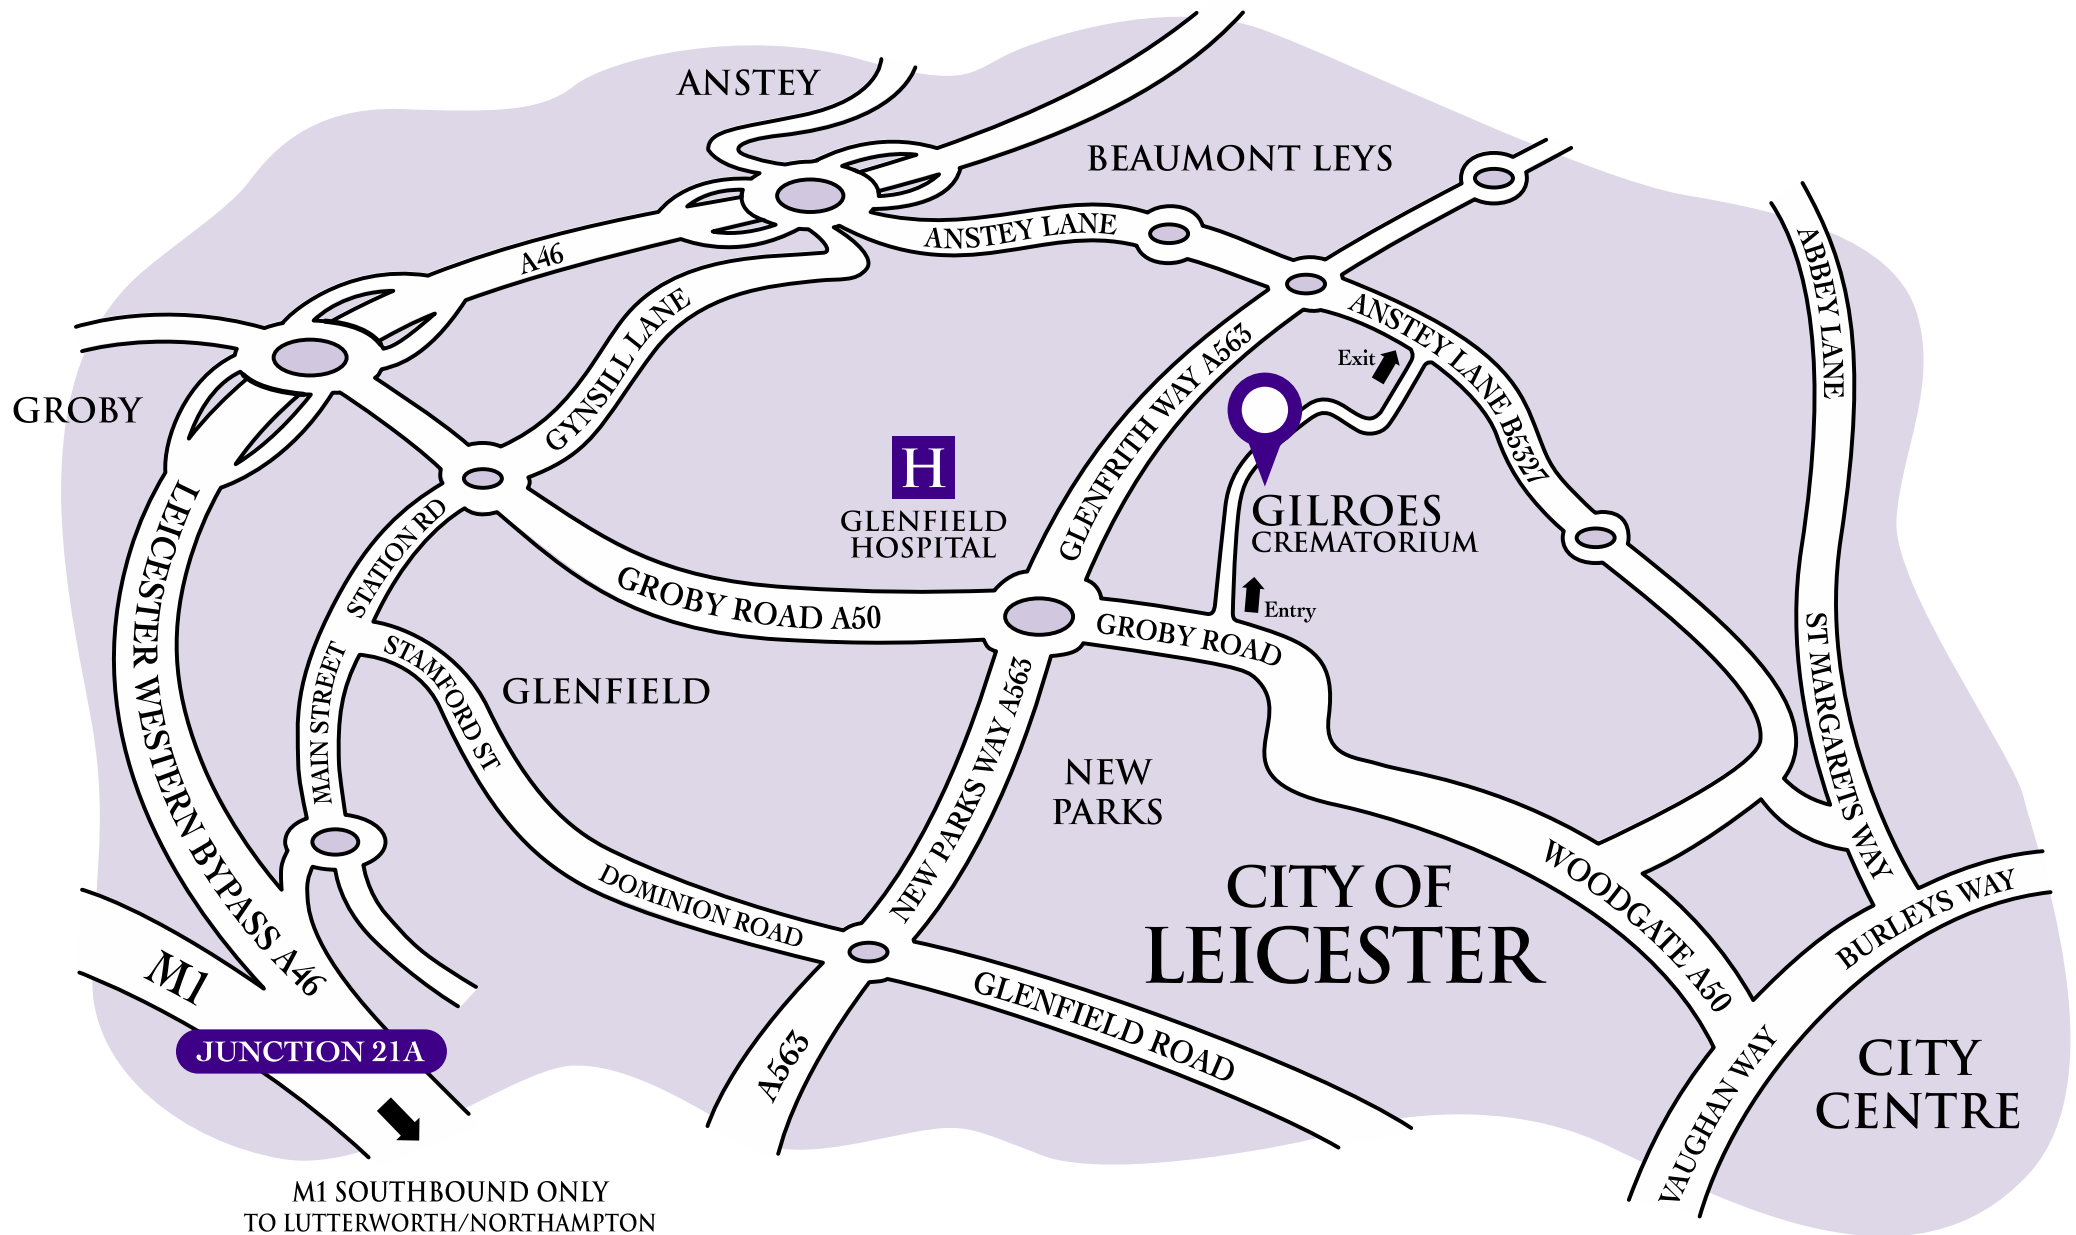 ANSTEY
BEAUMONT LEYS
ANSTEY LANE
A46
ABBEY LANE
GYNSILL LANE
ANSTEY LANE B5327
GLENFRITH WAY A563
Exit
GROBY
H
GLENFIELD
HOSPITAL
GILROES
CREMATORIUM
LEICESTER WESTERN BYPASS A46
STATION RD
GROBY ROAD A50
Entry
GROBY ROAD
ST MARGARETS WAY
MAIN STREET
STAMFORD ST
GLENFIELD
NEW PARKS WAY A563
NEW
PARKS
DOMINION ROAD
CITY OF
LEICESTER
WOODGATE A50
BURLEYS WAY
M1
GLENFIELD ROAD
JUNCTION 21A
A563
VAUGHAN WAY
CITY
CENTRE
M1 SOUTHBOUND ONLY
TO LUTTERWORTH/NORTHAMPTON